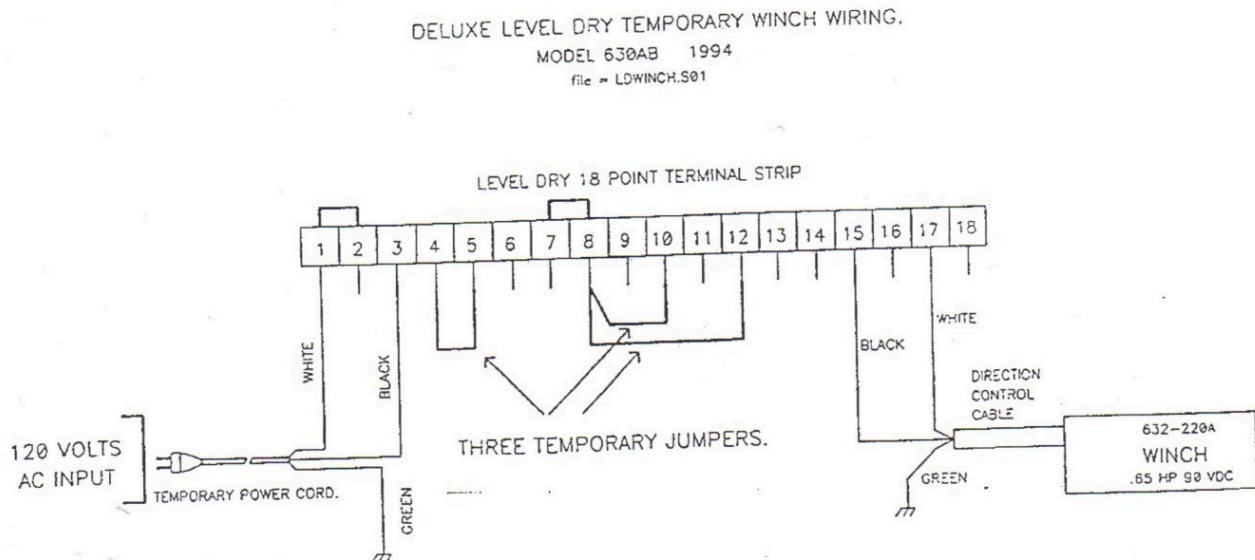 DELUXE LEVEL DRY TEMPORARY WINCH WIRING.
MODEL 630AB 1994
file = LDWINCH.S01
LEVEL DRY 18 POINT TERMINAL STRIP
1 2 3 4 5 6 7 8 9 10 11 12 13 14 15 16 17 18
WHITE
BLACK
BLACK
WHITE
DIRECTION
CONTROL
CABLE
THREE TEMPORARY JUMPERS.
120 VOLTS
AC INPUT
TEMPORARY POWER CORD.
GREEN
GREEN
632-220A
WINCH
.65 HP 90 VDC